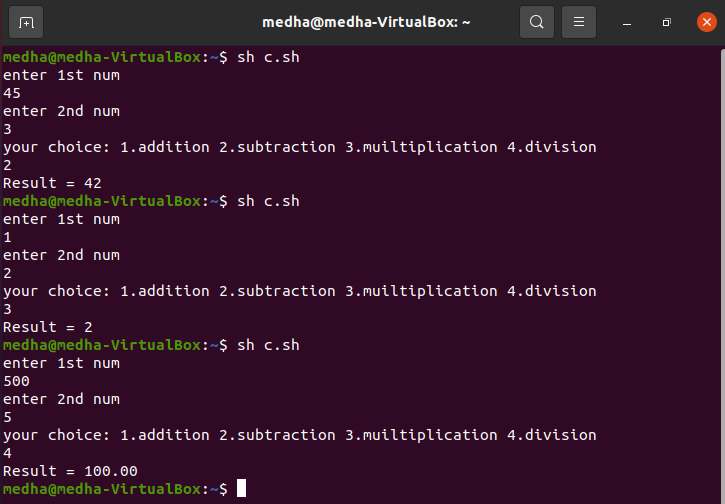 medha@medha-VirtualBox: ~
medha@medha-VirtualBox:~$ sh c.sh
enter 1st num
45
enter 2nd num
3
your choice: 1.addition 2.subtraction 3.muiltiplication 4.division
2
Result = 42
medha@medha-VirtualBox:~$ sh c.sh
enter 1st num
1
enter 2nd num
2
your choice: 1.addition 2.subtraction 3.muiltiplication 4.division
3
Result = 2
medha@medha-VirtualBox:~$ sh c.sh
enter 1st num
500
enter 2nd num
5
your choice: 1.addition 2.subtraction 3.muiltiplication 4.division
4
Result = 100.00
medha@medha-VirtualBox:~$